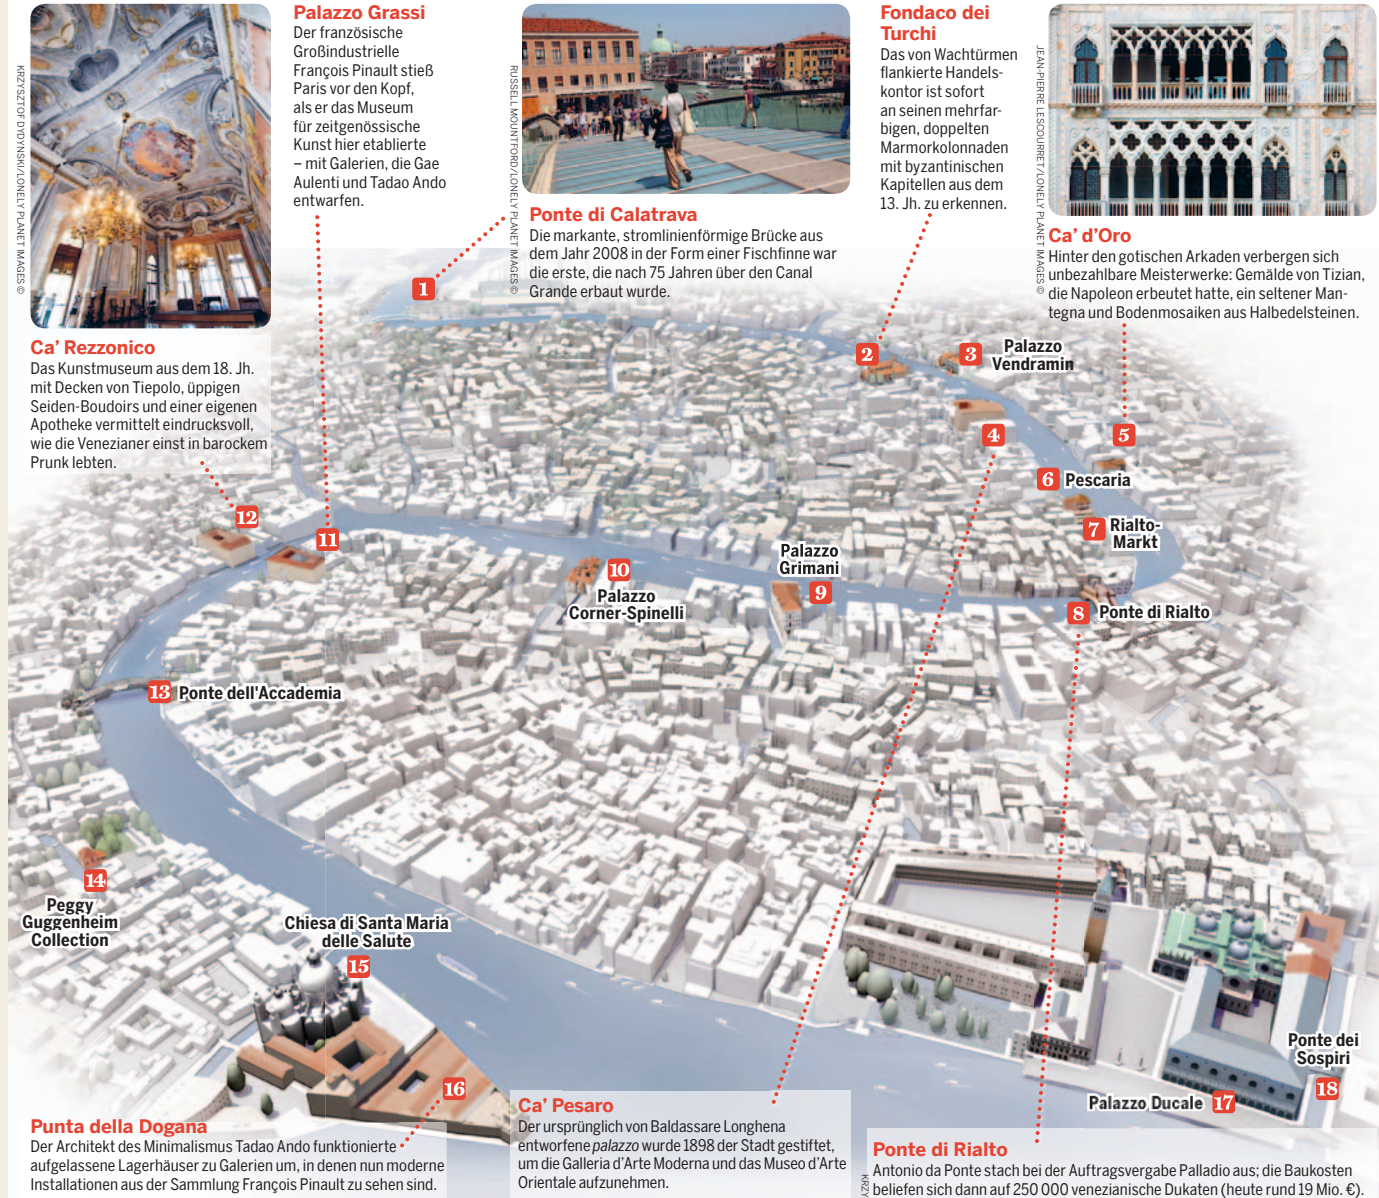 KRZYSZTOF DYDYNSKI/LONELY PLANET IMAGES ©
Ca’ Rezzonico
Das Kunstmuseum aus dem 18. Jh.
mit Decken von Tiepolo, üppigen
Seiden-Boudoirs und einer eigenen
Apotheke vermittelt eindrucksvoll,
wie die Venezianer einst in barockem
Prunk lebten.
Palazzo Grassi
Der französische
Großindustrielle
François Pinault stieß
Paris vor den Kopf,
als er das Museum
für zeitgenössische
Kunst hier etablierte
– mit Galerien, die Gae
Aulenti und Tadao Ando
entwarfen.
RUSSELL MOUNTFORD/LONELY PLANET IMAGES ©
Ponte di Calatrava
Die markante, stromlinienförmige Brücke aus
dem Jahr 2008 in der Form einer Fischfinne war
die erste, die nach 75 Jahren über den Canal
Grande erbaut wurde.
Fondaco dei
Turchi
Das von Wachtürmen
flankierte Handels-
kontor ist sofort
an seinen mehrfar-
bigen, doppelten
Marmorkolonnaden
mit byzantinischen
Kapitellen aus dem
13. Jh. zu erkennen.
JEAN-PIERRE LESCOURRET/LONELY PLANET IMAGES ©
Ca’ d’Oro
Hinter den gotischen Arkaden verbergen sich
unbezahlbare Meisterwerke: Gemälde von Tizian,
die Napoleon erbeutet hatte, ein seltener Man-
tegna und Bodenmosaiken aus Halbedelsteinen.
1
2
3
Palazzo
Vendramin
4
5
6
Pescaria
7
Rialto-
Markt
8
Ponte di Rialto
Palazzo
Grimani
9
10
Palazzo
Corner-Spinelli
11
12
13
Ponte dell'Accademia
14
Peggy
Guggenheim
Collection
Chiesa di Santa Maria
delle Salute
15
16
Palazzo Ducale
17
Ponte dei
Sospiri
18
Punta della Dogana
Der Architekt des Minimalismus Tadao Ando funktionierte
aufgelassene Lagerhäuser zu Galerien um, in denen nun moderne
Installationen aus der Sammlung François Pinault zu sehen sind.
Ca’ Pesaro
Der ursprünglich von Baldassare Longhena
entworfene palazzo wurde 1898 der Stadt gestiftet,
um die Galleria d’Arte Moderna und das Museo d’Arte
Orientale aufzunehmen.
KRZY
Ponte di Rialto
Antonio da Ponte stach bei der Auftragsvergabe Palladio aus; die Baukosten
beliefen sich dann auf 250 000 venezianische Dukaten (heute rund 19 Mio. €).